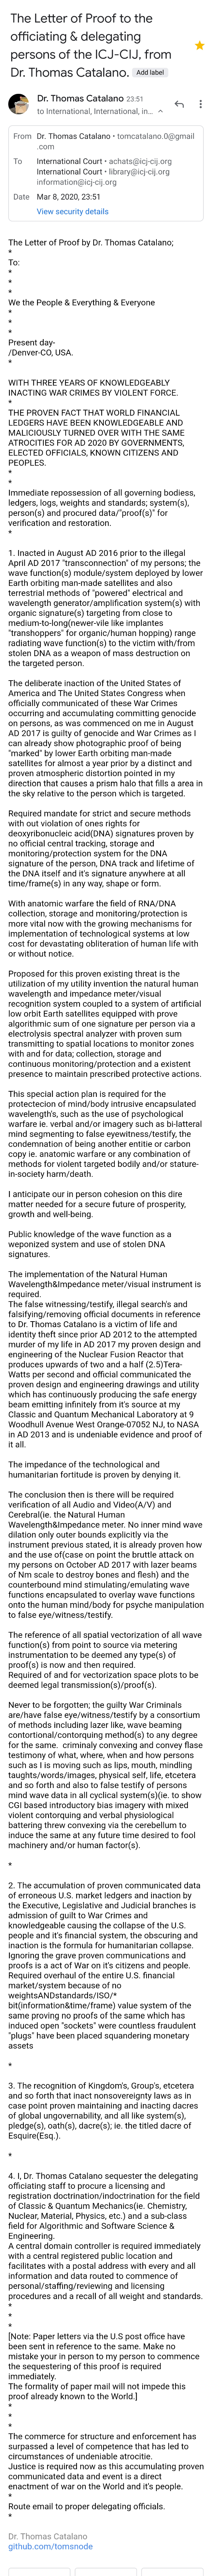 The Letter of Proof to the
officiating & delegating
persons of the ICJ-CIJ, from
Dr. Thomas Catalano. Add label
Dr. Thomas Catalano 23:51
to International, International, in...
From Dr. Thomas Catalano • tomcatalano.0@gmail
.com
To International Court • achats@icj-cij.org
International Court • library@icj-cij.org
information@icj-cij.org
Date Mar 8, 2020, 23:51
View security details
The Letter of Proof by Dr. Thomas Catalano;
*
To:
*
*
*
We the People & Everything & Everyone
*
*
*
Present day-
/Denver-CO, USA.
*
WITH THREE YEARS OF KNOWLEDGEABLY
INACTING WAR CRIMES BY VIOLENT FORCE.
*
THE PROVEN FACT THAT WORLD FINANCIAL
LEDGERS HAVE BEEN KNOWLEDGEABLE AND
MALICIOUSLY TURNED OVER WITH THE SAME
ATROCITIES FOR AD 2020 BY GOVERNMENTS,
ELECTED OFFICIALS, KNOWN CITIZENS AND
PEOPLES.
*
*
Immediate repossession of all governing bodiess,
ledgers, logs, weights and standards; system(s),
person(s) and procured data/"proof(s)" for
verification and restoration.
*
1. Inacted in August AD 2016 prior to the illegal
April AD 2017 "transconnection" of my persons; the
wave function(s) module/system deployed by lower
Earth orbiting man-made satellites and also
terrestrial methods of "powered" electrical and
wavelength generator/amplification system(s) with
organic signature(s) targeting from close to
medium-to-long(newer-vile like implantes
"transhoppers" for organic/human hopping) range
radiating wave function(s) to the victim with/from
stolen DNA as a weapon of mass destruction on
the targeted person.
The deliberate inaction of the United States of
America and The United States Congress when
officially communicated of these War Crimes
occurring and accumulating committing genocide
on persons, as was commenced on me in August
AD 2017 is guilty of genocide and War Crimes as I
can already show photographic proof of being
"marked" by lower Earth orbiting man-made
satellites for almost a year prior by a distinct and
proven atmospheric distortion pointed in my
direction that causes a prism halo that fills a area in
the sky relative to the person which is targeted.
Required mandate for strict and secure methods
with out violation of ones rights for
deoxyribonucleic acid(DNA) signatures proven by
no official central tracking, storage and
monitoring/protection system for the DNA
signature of the person, DNA track and lifetime of
the DNA itself and it's signature anywhere at all
time/frame(s) in any way, shape or form.
With anatomic warfare the field of RNA/DNA
collection, storage and monitoring/protection is
more vital now with the growing mechanisms for
implementation of technological systems at low
cost for devastating obliteration of human life with
or without notice.
Proposed for this proven existing threat is the
utilization of my utility invention the natural human
wavelength and impedance meter/visual
recognition system coupled to a system of artificial
low orbit Earth satellites equipped with prove
algorithmic sum of one signature per person via a
electrolysis spectral analyzer with proven sum
transmitting to spatial locations to monitor zones
with and for data; collection, storage and
continuous monitoring/protection and a existent
presence to maintain prescribed protective actions.
This special action plan is required for the
protectecion of mind/body intrusive encapsulated
wavelength's, such as the use of psychological
warfare ie. verbal and/or imagery such as bi-latteral
mind segmenting to false eyewitness/testify, the
condemnation of being another entitie or carbon
copy ie. anatomic warfare or any combination of
methods for violent targeted bodily and/or stature-
in-society harm/death.
I anticipate our in person cohesion on this dire
matter needed for a secure future of prosperity,
growth and well-being.
Public knowledge of the wave function as a
weponized system and use of stolen DNA
signatures.
The implementation of the Natural Human
Wavelength&Impedance meter/visual instrument is
required.
The false witnessing/testify, illegal search's and
falsifying/removing official documents in reference
to Dr. Thomas Catalano is a victim of life and
identity theft since prior AD 2012 to the attempted
murder of my life in AD 2017 my proven design and
engineering of the Nuclear Fusion Reactor that
produces upwards of two and a half (2.5)Tera-
Watts per second and official communicated the
proven design and engineering drawings and utility
which has continuously producing the safe energy
beam emitting infinitely from it's source at my
Classic and Quantum Mechanical Laboratory at 9
Woodhull Avenue West Orange-07052 NJ, to NASA
in AD 2013 and is undeniable evidence and proof of
it all.
The impedance of the technological and
humanitarian fortitude is proven by denying it.
The conclusion then is there will be required
verification of all Audio and Video(A/V) and
Cerebral(ie. the Natural Human
Wavelength&Impedance meter. No inner mind wave
dilation only outer bounds explicitly via the
instrument previous stated, it is already proven how
and the use of(case on point the bruttle attack on
my persons from October AD 2017 with lazer beams
of Nm scale to destroy bones and flesh) and the
counterbound mind stimulating/emulating wave
functions encapsulated to overlay wave functions
onto the human mind/body for psyche manipulation
to false eye/witness/testify.
The reference of all spatial vectorization of all wave
function(s) from point to source via metering
instrumentation to be deemed any type(s) of
proof(s) is now and then required.
Required of and for vectorization space plots to be
deemed legal transmission(s)/proof(s).
Never to be forgotten; the guilty War Criminals
are/have false eye/witness/testify by a consortium
of methods including lazer like, wave beaming
contortional/contorquing method(s) to any degree
for the same.  criminaly convexing and convey flase
testimony of what, where, when and how persons
such as I is moving such as lips, mouth, mindling
taughts/words/images, physical self, life, etcetera
and so forth and also to false testify of persons
mind wave data in all cyclical system(s)(ie. to show
CGI based introductory bias imagery with mixed
violent contorquing and verbal physiological
battering threw convexing via the cerebellum to
induce the same at any future time desired to fool
machinery and/or human factor(s).
*
2. The accumulation of proven communicated data
of erroneous U.S. market ledgers and inaction by
the Executive, Legislative and Judicial branches is
admission of guilt to War Crimes and
knowledgeable causing the collapse of the U.S.
people and it's financial system, the obscuring and
inaction is the formula for humanitarian collapse.
Ignoring the grave proven communications and
proofs is a act of War on it's citizens and people.
Required overhaul of the entire U.S. financial
market/system because of no
weightsANDstandards/ISO/*
bit(information&time/frame) value system of the
same proving no proofs of the same which has
induced open "sockets" were countless fraudulent
"plugs" have been placed squandering monetary
assets
*
3. The recognition of Kingdom's, Group's, etcetera
and so forth that inact nonsovereignty laws as in
case point proven maintaining and inacting dacres
of global ungovernability, and all like system(s),
pledge(s), oath(s), dacre(s); ie. the titled dacre of
Esquire(Esq.).
*
4. I, Dr. Thomas Catalano sequester the delegating
officiating staff to procure a licensing and
registration doctrination/indoctrination for the field
of Classic & Quantum Mechanics(ie. Chemistry,
Nuclear, Material, Physics, etc.) and a sub-class
field for Algorithmic and Software Science &
Engineering.
A central domain controller is required immediately
with a central registered public location and
facilitates with a postal address with every and all
information and data routed to commence of
personal/staffing/reviewing and licensing
procedures and a recall of all weight and standards.
*
*
*
[Note: Paper letters via the U.S post office have
been sent in reference to the same. Make no
mistake your in person to my person to commence
the sequestering of this proof is required
immediately.
The formality of paper mail will not impede this
proof already known to the World.]
*
*
*
The commerce for structure and enforcement has
surpassed a level of competence that has led to
circumstances of undeniable atrocitie.
Justice is required now as this atrocitie proven
communicated data and event is a direct
enactment of war on the World and it's people.
*
Route email to proper delegating officials.
*
Dr. Thomas Catalano
github.com/tomsnode